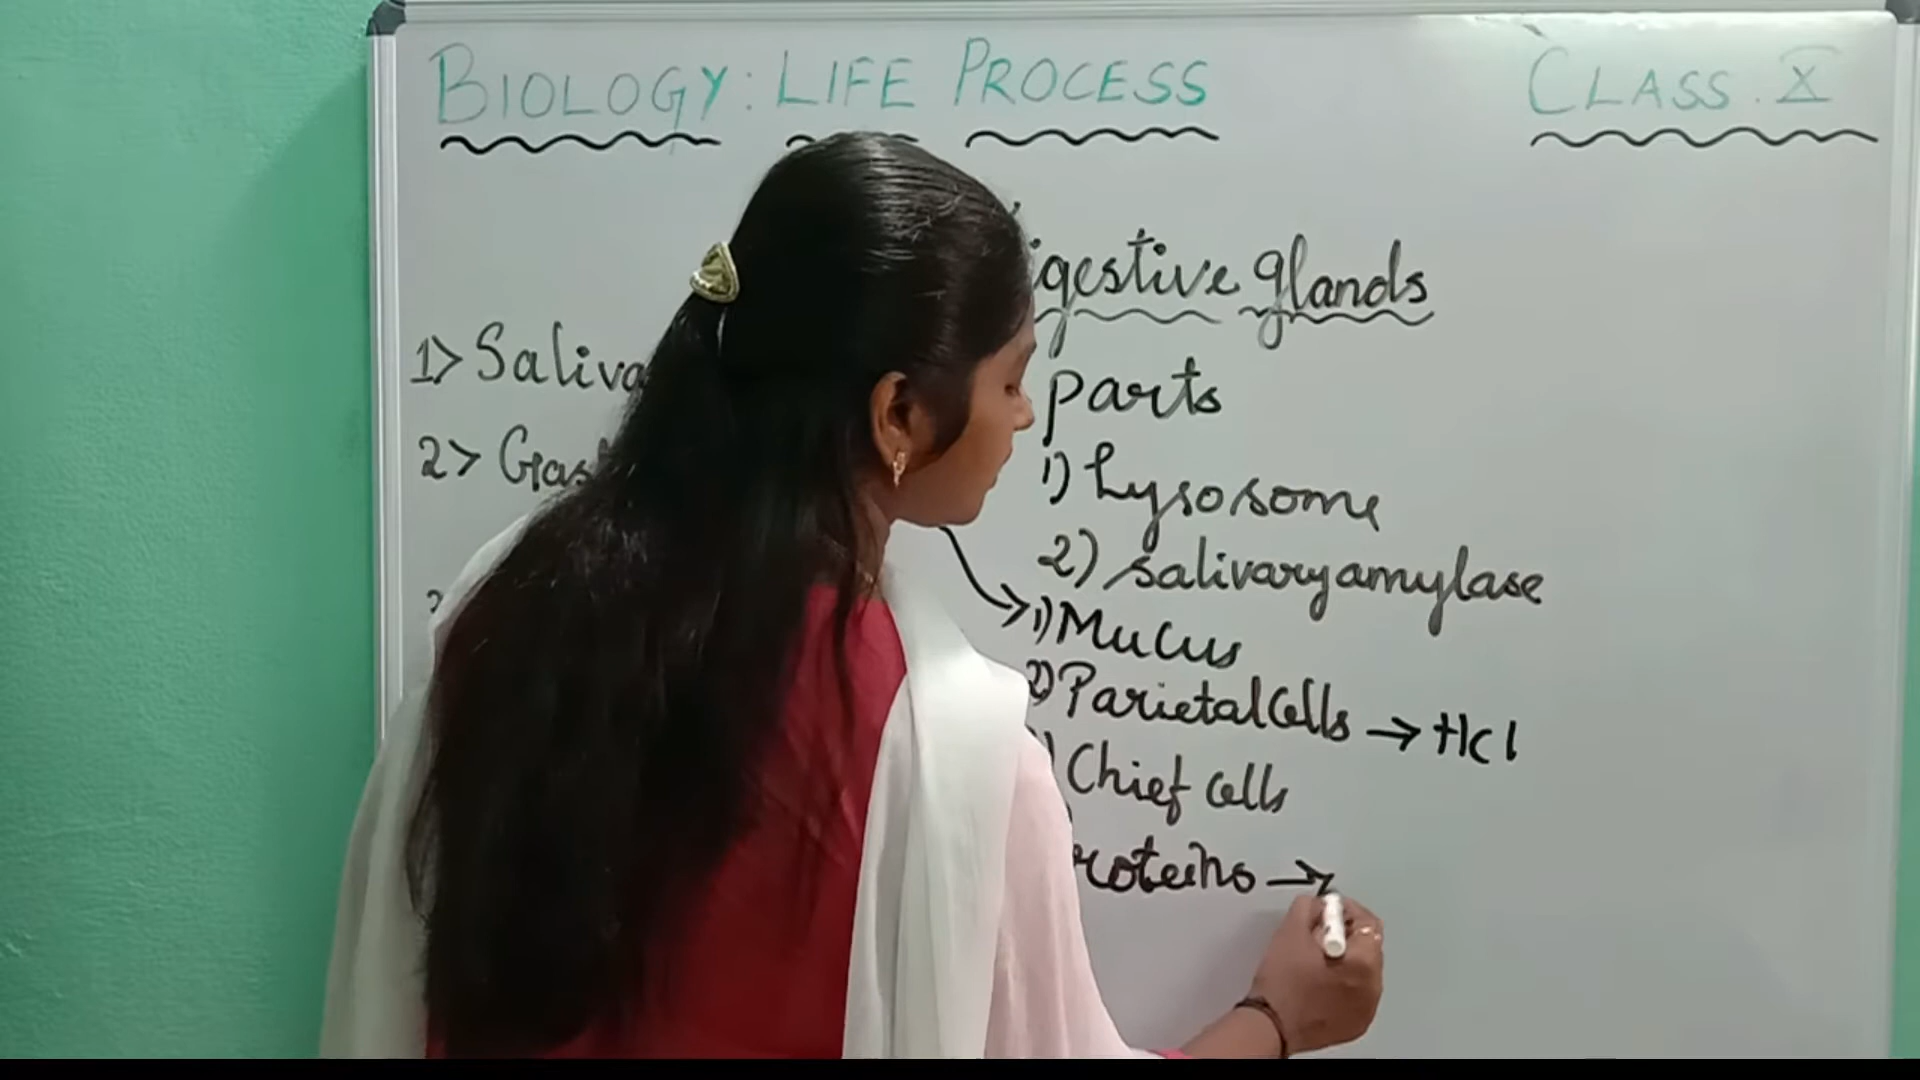 BIOLOGY: LIFE PROCESS
CLASS. X
igestive glands
1> Saliva
parts
2> Gas
1) Lysosome
2) salivaryamylase
1) Mucus
2) Parietal Cells → HCl
) Chief cells
roteins →